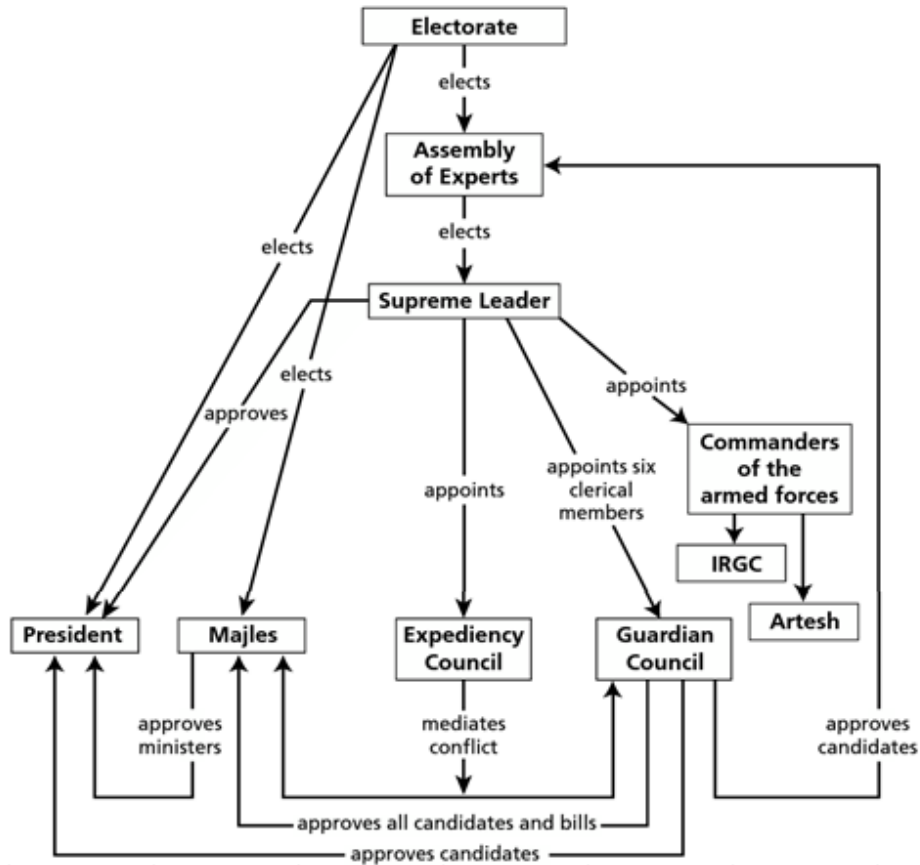 Electorate
elects
Assembly
of Experts
elects
elects
Supreme Leader
elects
approves
appoints
Commanders
of the
armed forces
appoints
appoints six
clerical
members
IRGC
Artesh
President
Majles
Expediency
Council
Guardian
Council
approves
ministers
mediates
conflict
approves
candidates
approves all candidates and bills
approves candidates